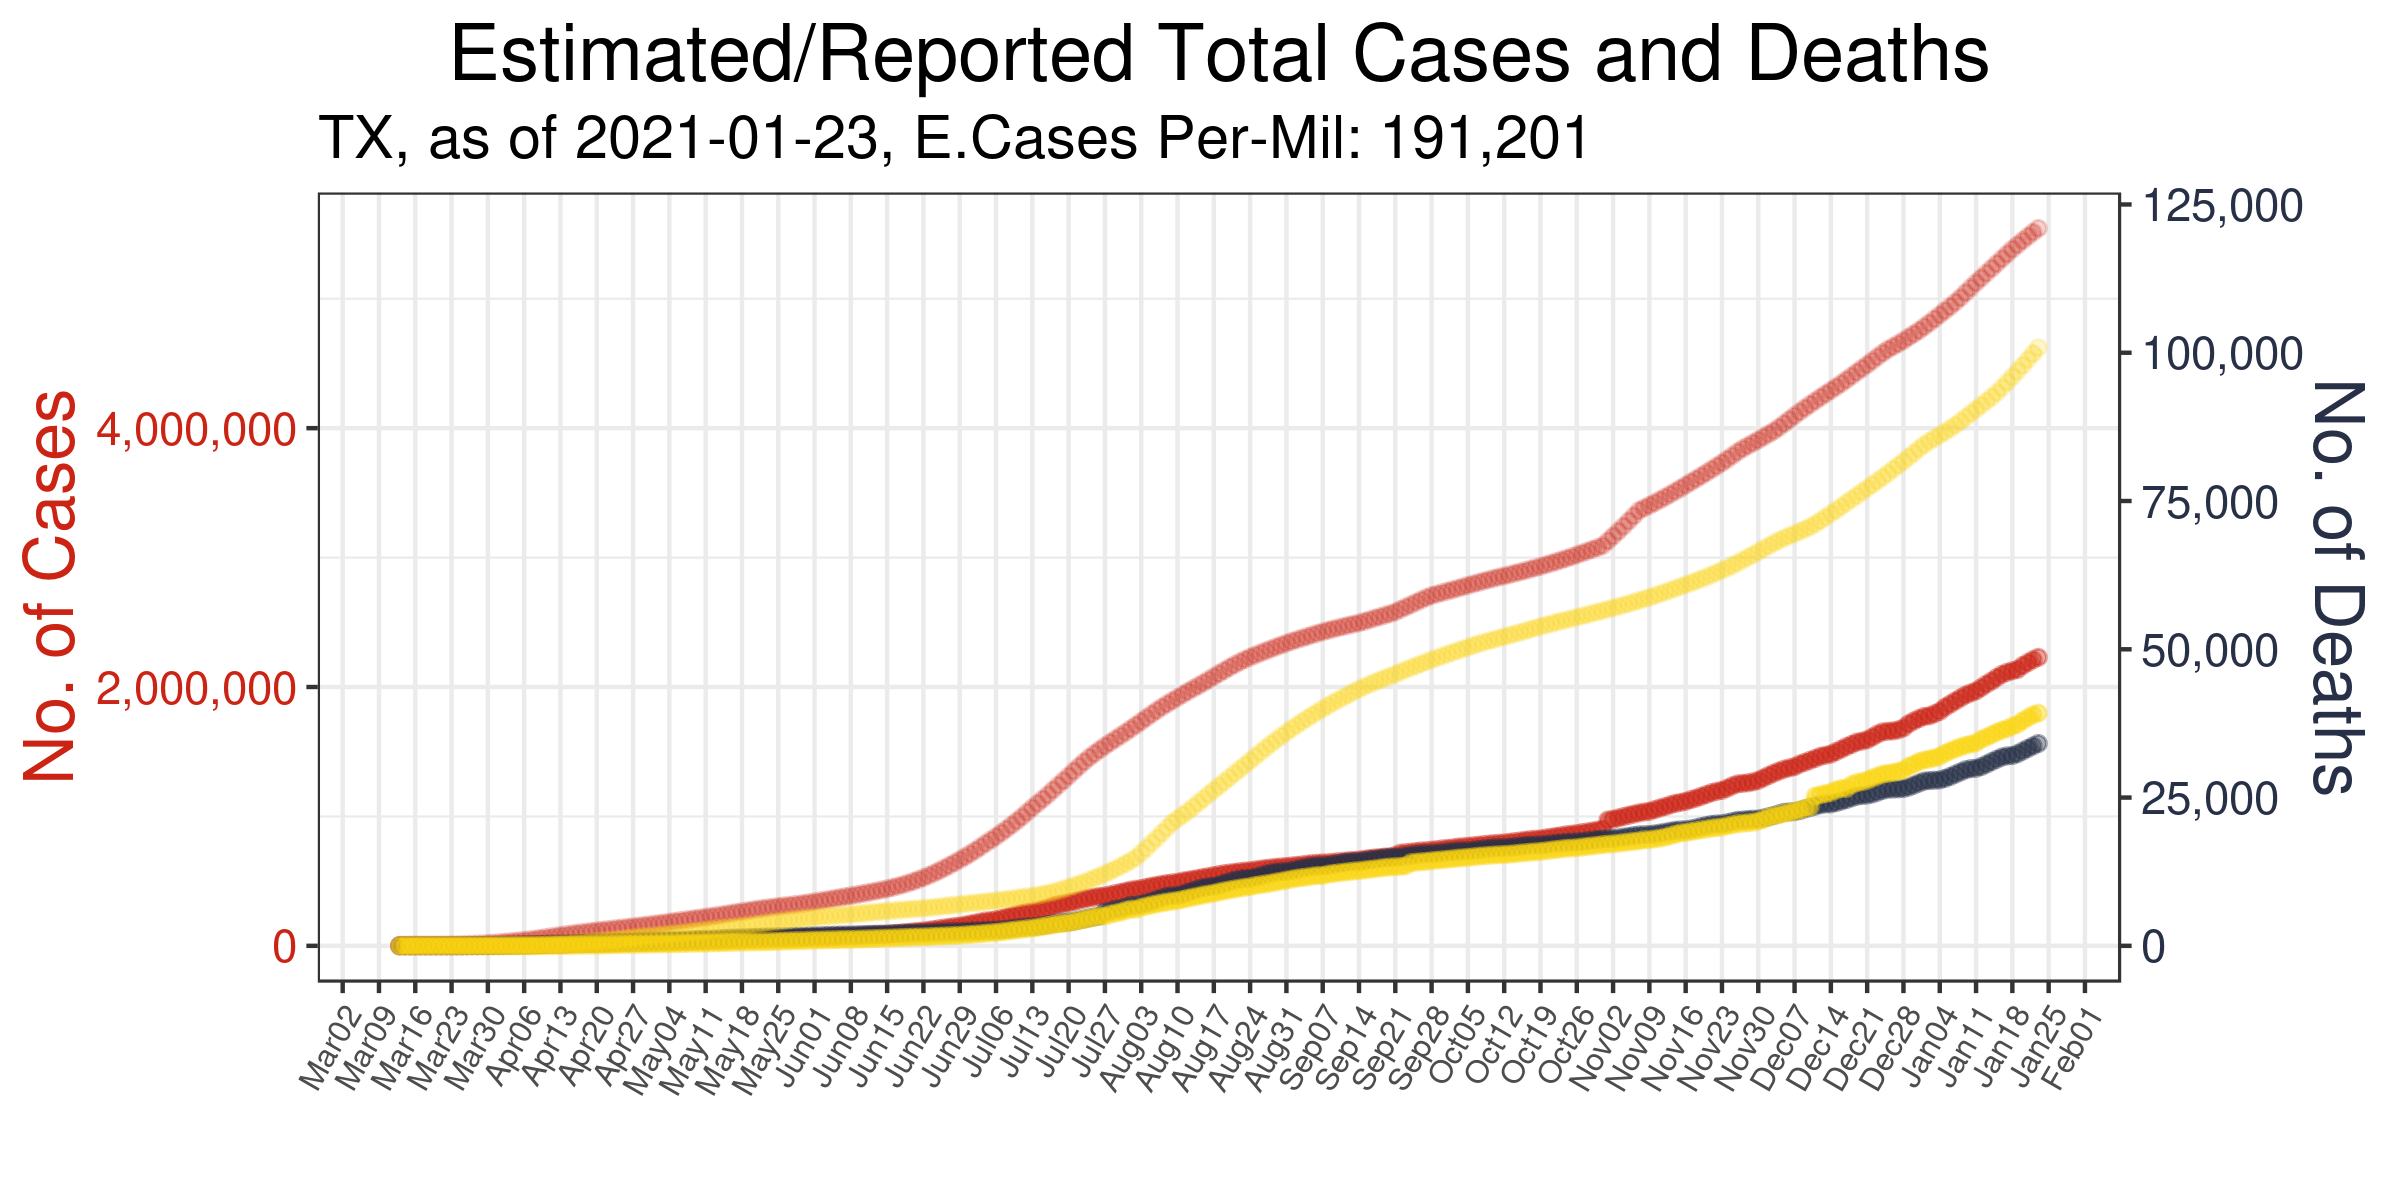 Estimated/Reported Total Cases and Deaths
TX, as of 2021-01-23, E.Cases Per-Mil: 191,201
No. of Cases
4,000,000
2,000,000
0
125,000
100,000
75,000
50,000
25,000
0
No. of Deaths
Mar02
Mar09
Mar16
Mar23
Mar30
Apr06
Apr13
Apr20
Apr27
May04
May11
May18
May25
Jun01
Jun08
Jun15
Jun22
Jun29
Jul06
Jul13
Jul20
Jul27
Aug03
Aug10
Aug17
Aug24
Aug31
Sep07
Sep14
Sep21
Sep28
Oct05
Oct12
Oct19
Oct26
Nov02
Nov09
Nov16
Nov23
Nov30
Dec07
Dec14
Dec21
Dec28
Jan04
Jan11
Jan18
Jan25
Feb01